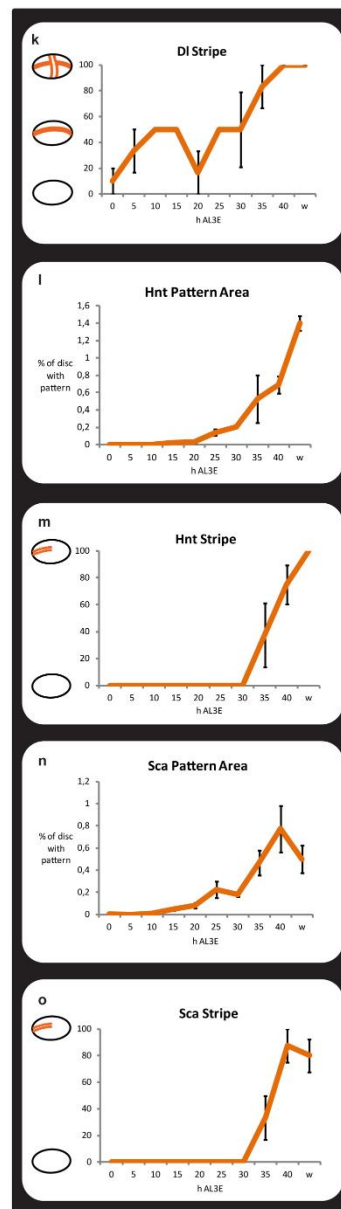 k
Dl Stripe
100
80
60
40
20
0
0 5 10 15 20 25 30 35 40 w
h AL3E
l
Hnt Pattern Area
1,6
1,4
1,2
1
0,8
0,6
0,4
0,2
0
% of disc
with
pattern
0 5 10 15 20 25 30 35 40 w
h AL3E
m
Hnt Stripe
100
80
60
40
20
0
0 5 10 15 20 25 30 35 40 w
h AL3E
n
Sca Pattern Area
1,2
1
0,8
0,6
0,4
0,2
0
% of disc
with
pattern
0 5 10 15 20 25 30 35 40 w
h AL3E
o
Sca Stripe
100
80
60
40
20
0
0 5 10 15 20 25 30 35 40 w
h AL3E